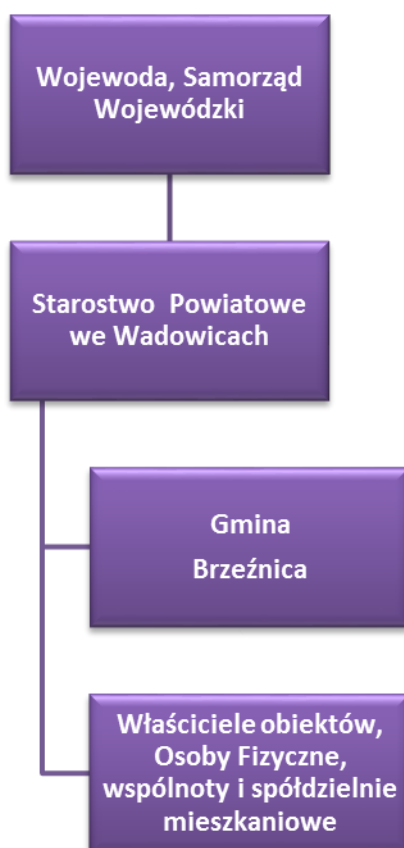 Wojewoda, Samorząd
Wojewódzki
Starostwo Powiatowe
we Wadowicach
Gmina
Brzeźnica
Właściciele obiektów,
Osoby Fizyczne,
wspólnoty i spółdzielnie
mieszkaniowe